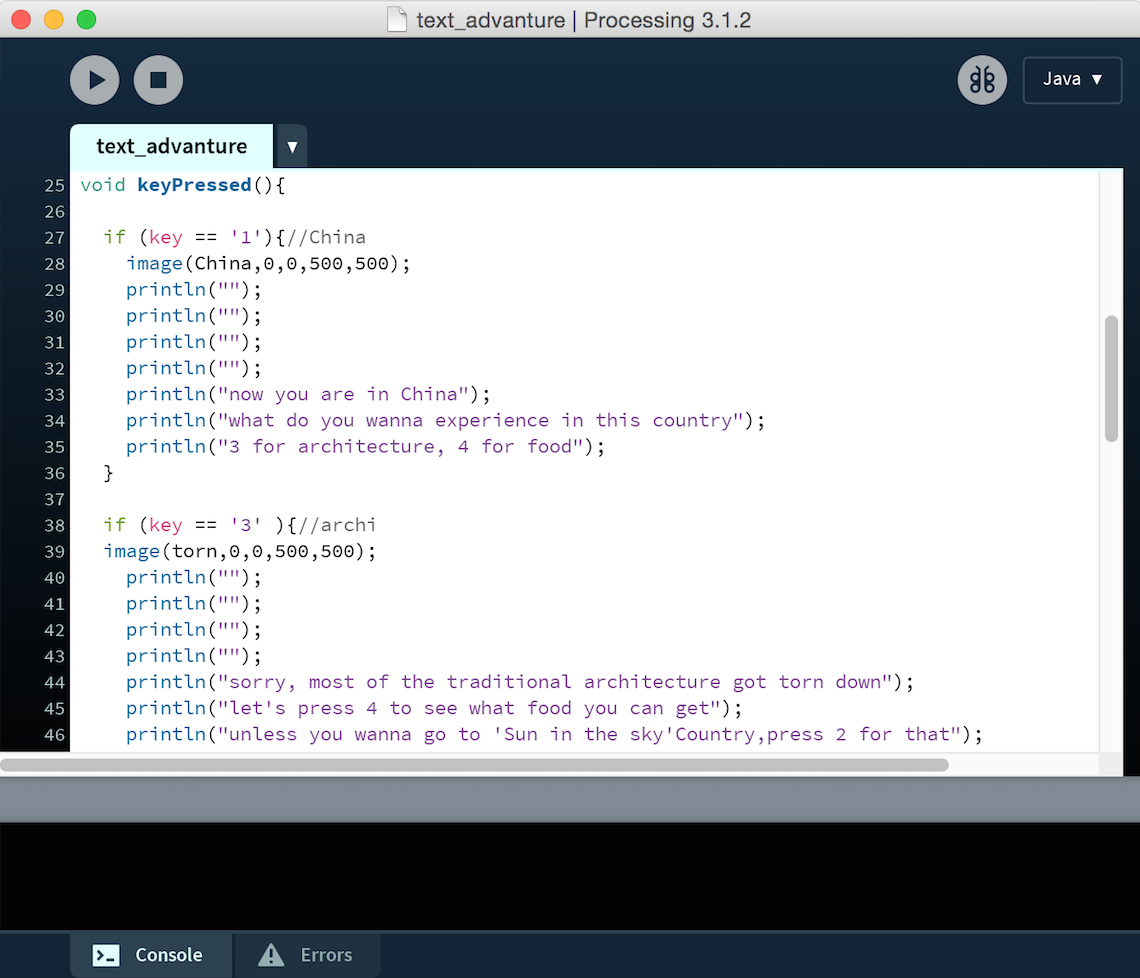 text_advanture | Processing 3.1.2
Java ▼
text_advanture ▼
25 void keyPressed(){
26
27 if (key == '1'){//China
28 image(China,0,0,500,500);
29 println("");
30 println("");
31 println("");
32 println("");
33 println("now you are in China");
34 println("what do you wanna experience in this country");
35 println("3 for architecture, 4 for food");
36 }
37
38 if (key == '3' ){//archi
39 image(torn,0,0,500,500);
40 println("");
41 println("");
42 println("");
43 println("");
44 println("sorry, most of the traditional architecture got torn down");
45 println("let's press 4 to see what food you can get");
46 println("unless you wanna go to 'Sun in the sky'Country,press 2 for that");
Console Errors